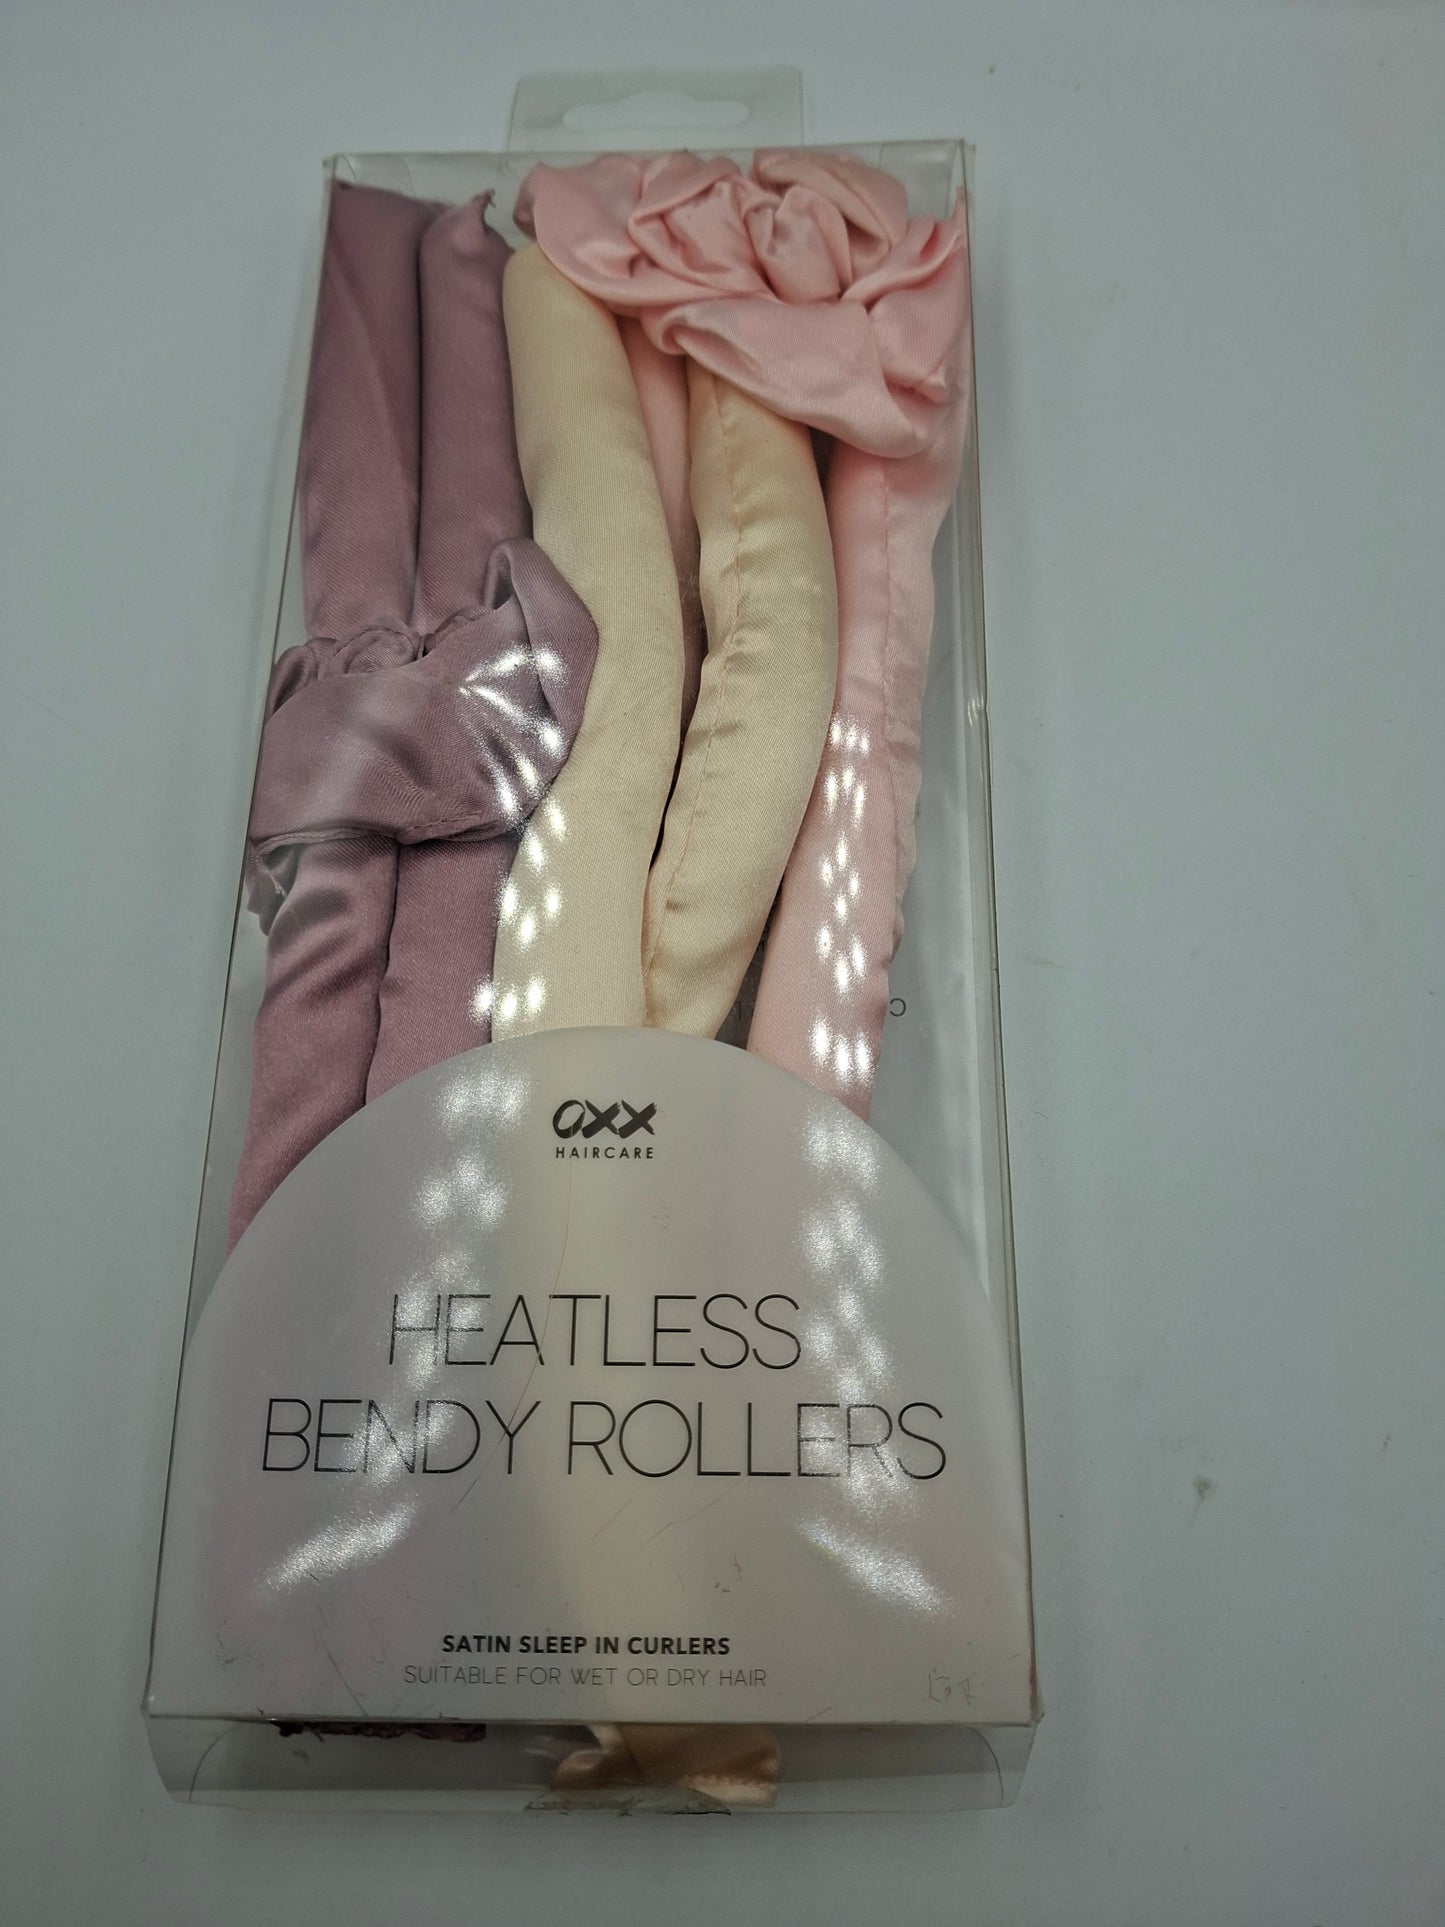 OXX
HAIRCARE
HEATLESS
BENDY ROLLERS
SATIN SLEEP IN CURLERS
SUITABLE FOR WET OR DRY HAIR